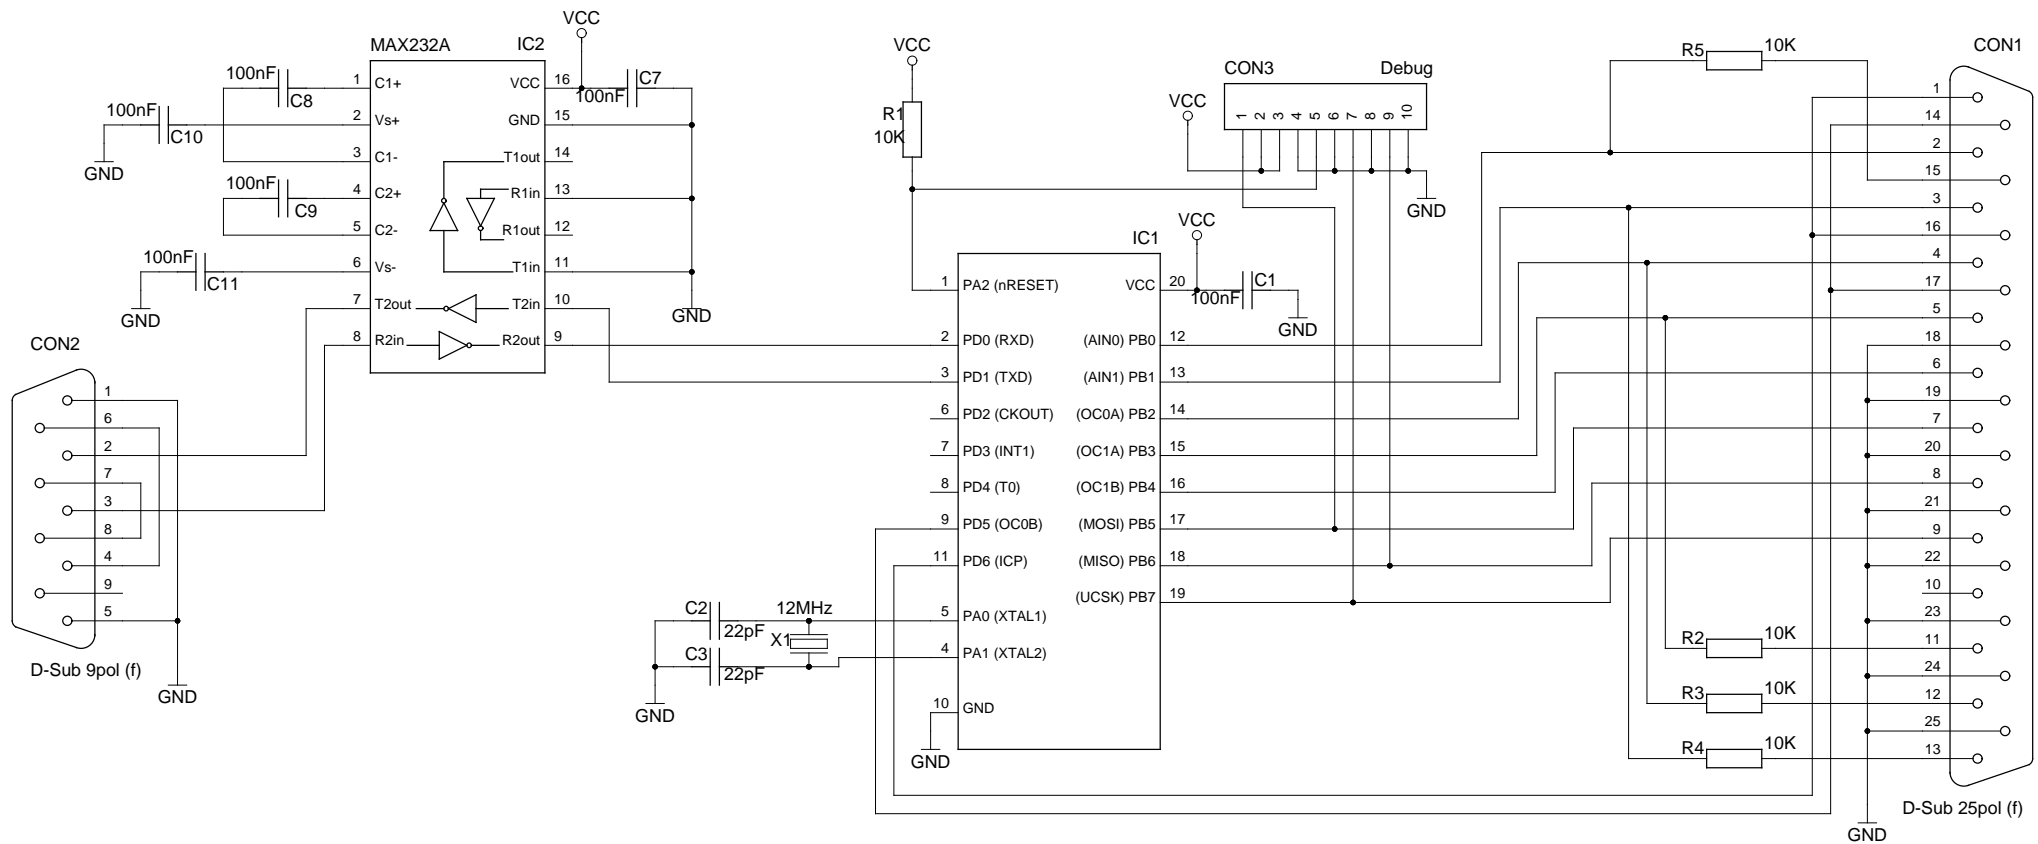 MAX232A
IC2
VCC
100nF
C8
100nF
C10
GND
100nF
C9
100nF
C11
GND
1
2
3
4
5
6
7
8
C1+
Vs+
C1-
C2+
C2-
Vs-
T2out
R2in
VCC
GND
T1out
R1in
R1out
T1in
T2in
R2out
16
15
14
13
12
11
10
9
C7
100nF
GND
CON2
1
6
2
7
3
8
4
9
5
D-Sub 9pol (f)
GND
VCC
R1
10K
CON3
Debug
VCC
1
2
3
4
5
6
7
8
9
10
GND
IC1
VCC
C1
100nF
GND
1
2
3
6
7
8
9
11
5
4
10
PA2 (nRESET)
PD0 (RXD)
PD1 (TXD)
PD2 (CKOUT)
PD3 (INT1)
PD4 (T0)
PD5 (OC0B)
PD6 (ICP)
PA0 (XTAL1)
PA1 (XTAL2)
GND
VCC
(AIN0) PB0
(AIN1) PB1
(OC0A) PB2
(OC1A) PB3
(OC1B) PB4
(MOSI) PB5
(MISO) PB6
(UCSK) PB7
20
12
13
14
15
16
17
18
19
C2
22pF
12MHz
X1
C3
22pF
GND
GND
R5
10K
R2
10K
R3
10K
R4
10K
CON1
1
14
2
15
3
16
4
17
5
18
6
19
7
20
8
21
9
22
10
23
11
24
12
25
13
D-Sub 25pol (f)
GND